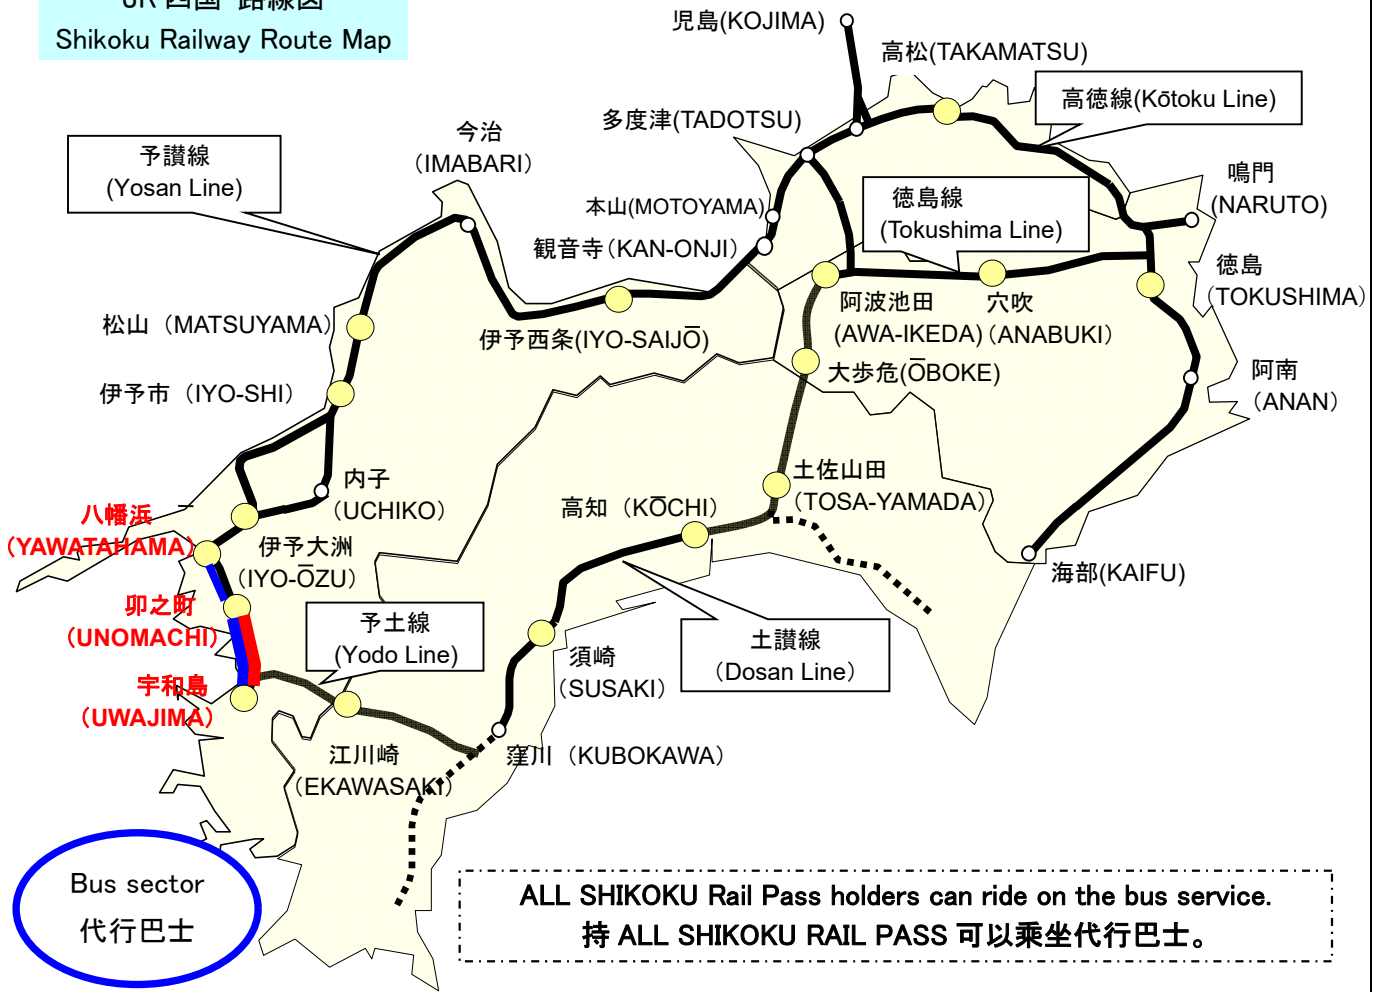 JR 四国 路線図
Shikoku Railway Route Map
児島(KOJIMA)
高松(TAKAMATSU)
高徳線(Kōtoku Line)
多度津(TADOTSU)
今治
(IMABARI)
予讃線
(Yosan Line)
鳴門
(NARUTO)
本山(MOTOYAMA)
徳島線
(Tokushima Line)
観音寺(KAN-ONJI)
徳島
(TOKUSHIMA)
松山(MATSUYAMA)
伊予西条(IYO-SAIJŌ)
阿波池田
(AWA-IKEDA)
穴吹
(ANABUKI)
大歩危(ŌBOKE)
阿南
(ANAN)
伊予市(IYO-SHI)
内子
(UCHIKO)
土佐山田
(TOSA-YAMADA)
高知(KŌCHI)
八幡浜
(YAWATAHAMA)
伊予大洲
(IYO-ŌZU)
海部(KAIFU)
卯之町
(UNOMACHI)
予土線
(Yodo Line)
土讃線
(Dosan Line)
須崎
(SUSAKI)
宇和島
(UWAJIMA)
江川崎
(EKAWASAKI)
窪川(KUBOKAWA)
Bus sector
代行巴士
ALL SHIKOKU Rail Pass holders can ride on the bus service.
持 ALL SHIKOKU RAIL PASS 可以乘坐代行巴士。